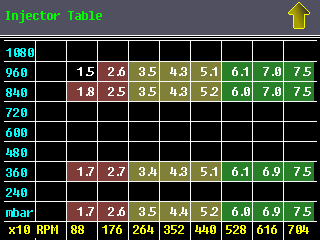 Injector Table
1080
960 1.5 2.6 3.5 4.3 5.1 6.1 7.0 7.5
840 1.8 2.5 3.5 4.3 5.2 6.0 7.0 7.5
720
600
480
360 1.7 2.7 3.4 4.3 5.1 6.1 6.9 7.5
240
mbar 1.7 2.6 3.5 4.4 5.2 6.0 6.9 7.5
x10 RPM 88 176 264 352 440 528 616 704